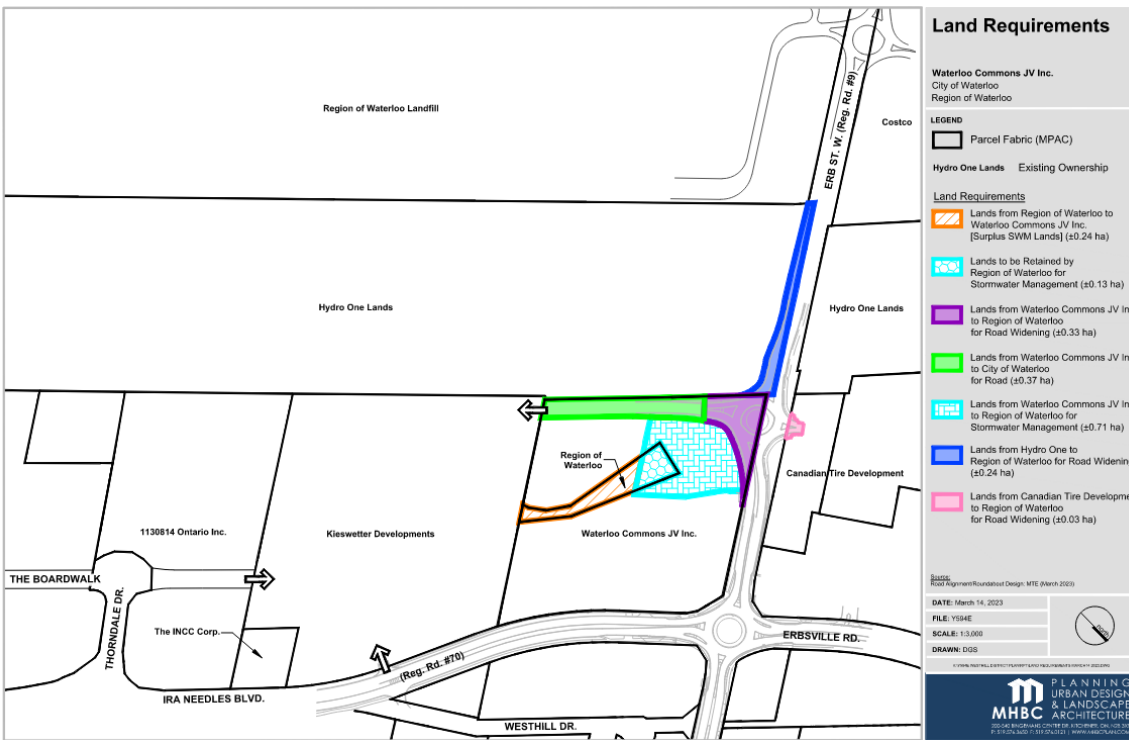 Region of Waterloo Landfill
Costco
ERB ST. W. (Reg. Rd. #9)
Hydro One Lands
Hydro One Lands
Region of
Waterloo
Canadian Tire Development
1130814 Ontario Inc.
Kieswetter Developments
Waterloo Commons JV Inc.
THE BOARDWALK
THORNDALE DR.
The INCC Corp.
ERBSVILLE RD.
(Reg. Rd. #70)
IRA NEEDLES BLVD.
WESTHILL DR.
Land Requirements
Waterloo Commons JV Inc.
City of Waterloo
Region of Waterloo
LEGEND
Parcel Fabric (MPAC)
Hydro One Lands Existing Ownership
Land Requirements
Lands from Region of Waterloo to
Waterloo Commons JV Inc.
[Surplus SWM Lands] (±0.24 ha)
Lands to be Retained by
Region of Waterloo for
Stormwater Management (±0.13 ha)
Lands from Waterloo Commons JV In
to Region of Waterloo
for Road Widening (±0.33 ha)
Lands from Waterloo Commons JV In
to City of Waterloo
for Road (±0.37 ha)
Lands from Waterloo Commons JV In
to Region of Waterloo for
Stormwater Management (±0.71 ha)
Lands from Hydro One to
Region of Waterloo for Road Widening
(±0.24 ha)
Lands from Canadian Tire Developme
to Region of Waterloo
for Road Widening (±0.03 ha)
Source:
Road Alignment/Roundabout Design: MTE (March 2023)
DATE: March 14, 2023
FILE: Y594E
SCALE: 1:3,000
DRAWN: DGS
MHBC
PLANNING
URBAN DESIGN
& LANDSCAPE
ARCHITECTURE